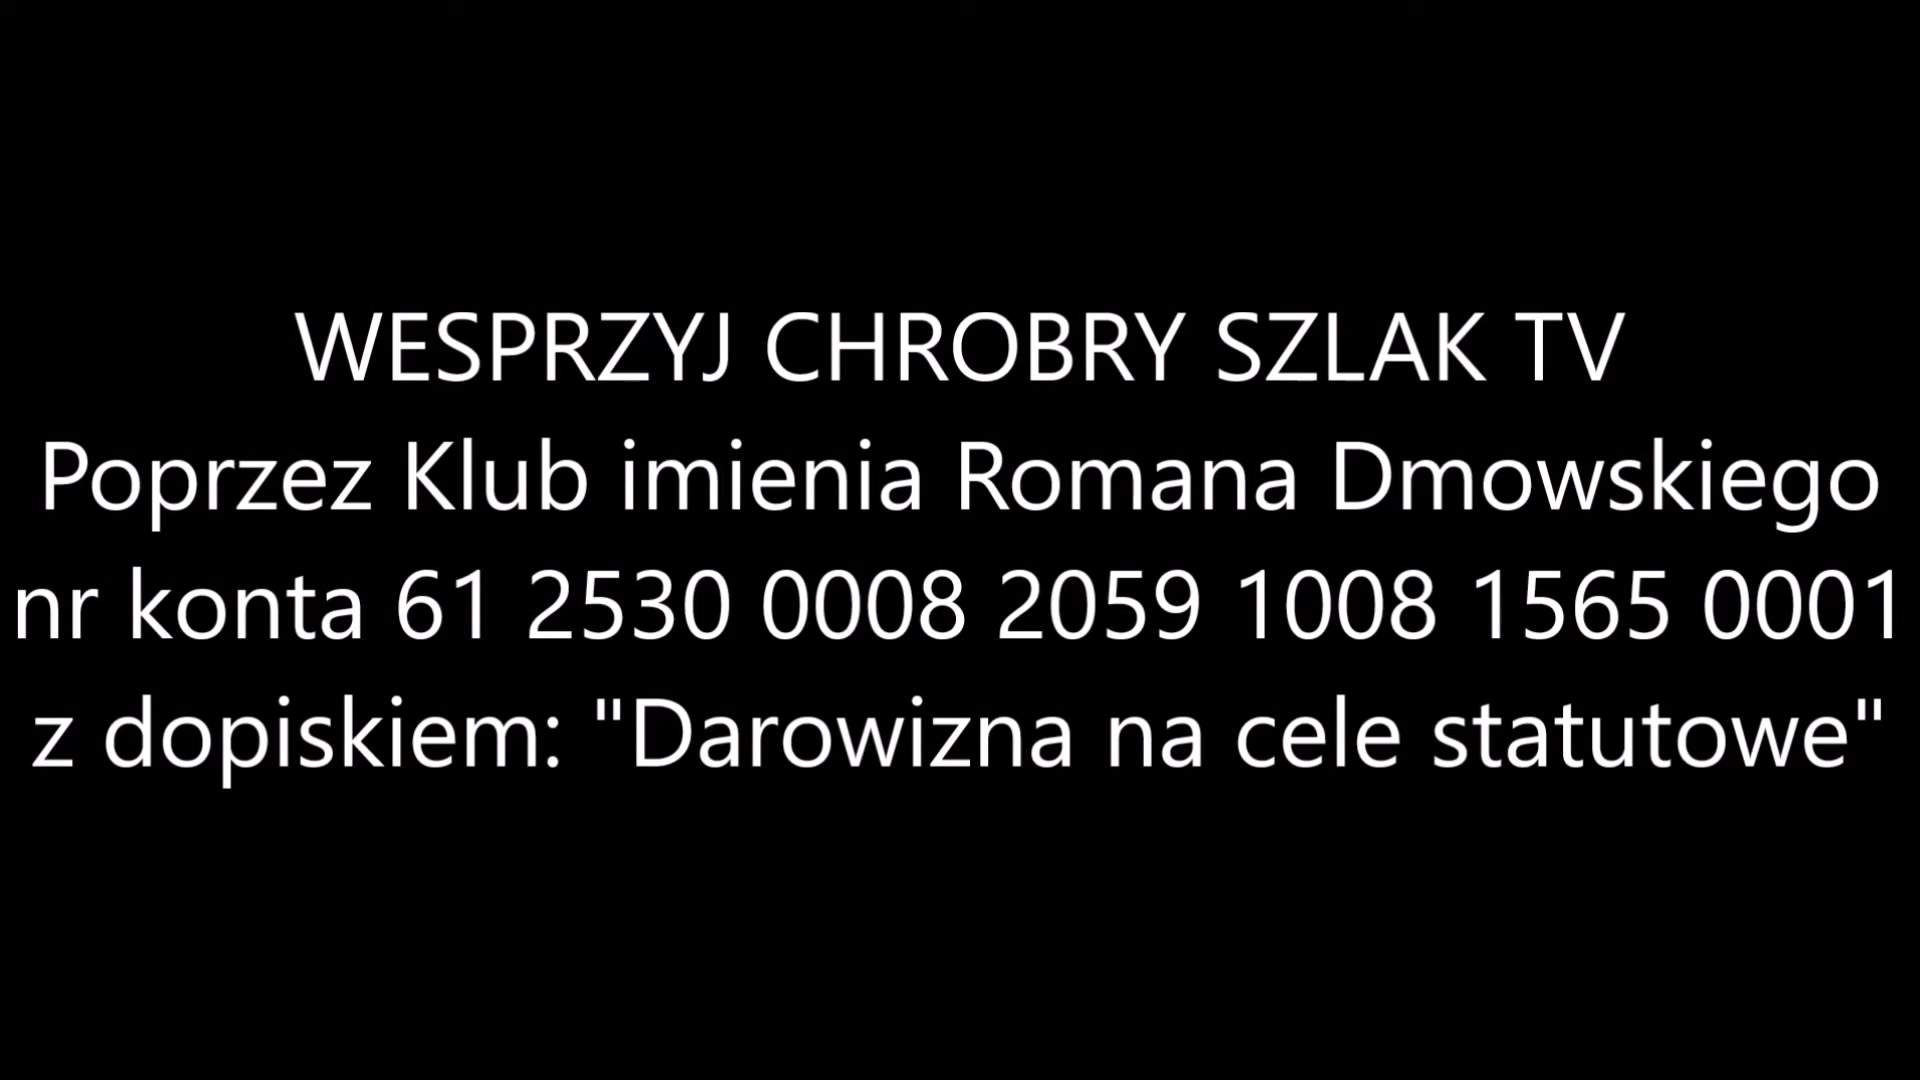 WESPRZYJ CHROBRY SZLAK TV
Poprzez Klub imienia Romana Dmowskiego
nr konta 61 2530 0008 2059 1008 1565 0001
z dopiskiem: "Darowizna na cele statutowe"